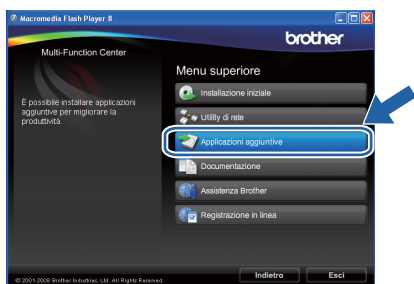 Macromedia Flash Player 8
brother
Multi-Function Center
Menu superiore
Installazione iniziale
È possibile installare applicazioni
aggiuntive per migliorare la
produttività.
Utility di rete
Applicazioni aggiuntive
Documentazione
Assistenza Brother
Registrazione in linea
© 2001-2008 Brother Industries, Ltd. All Rights Reserved.
Indietro
Esci